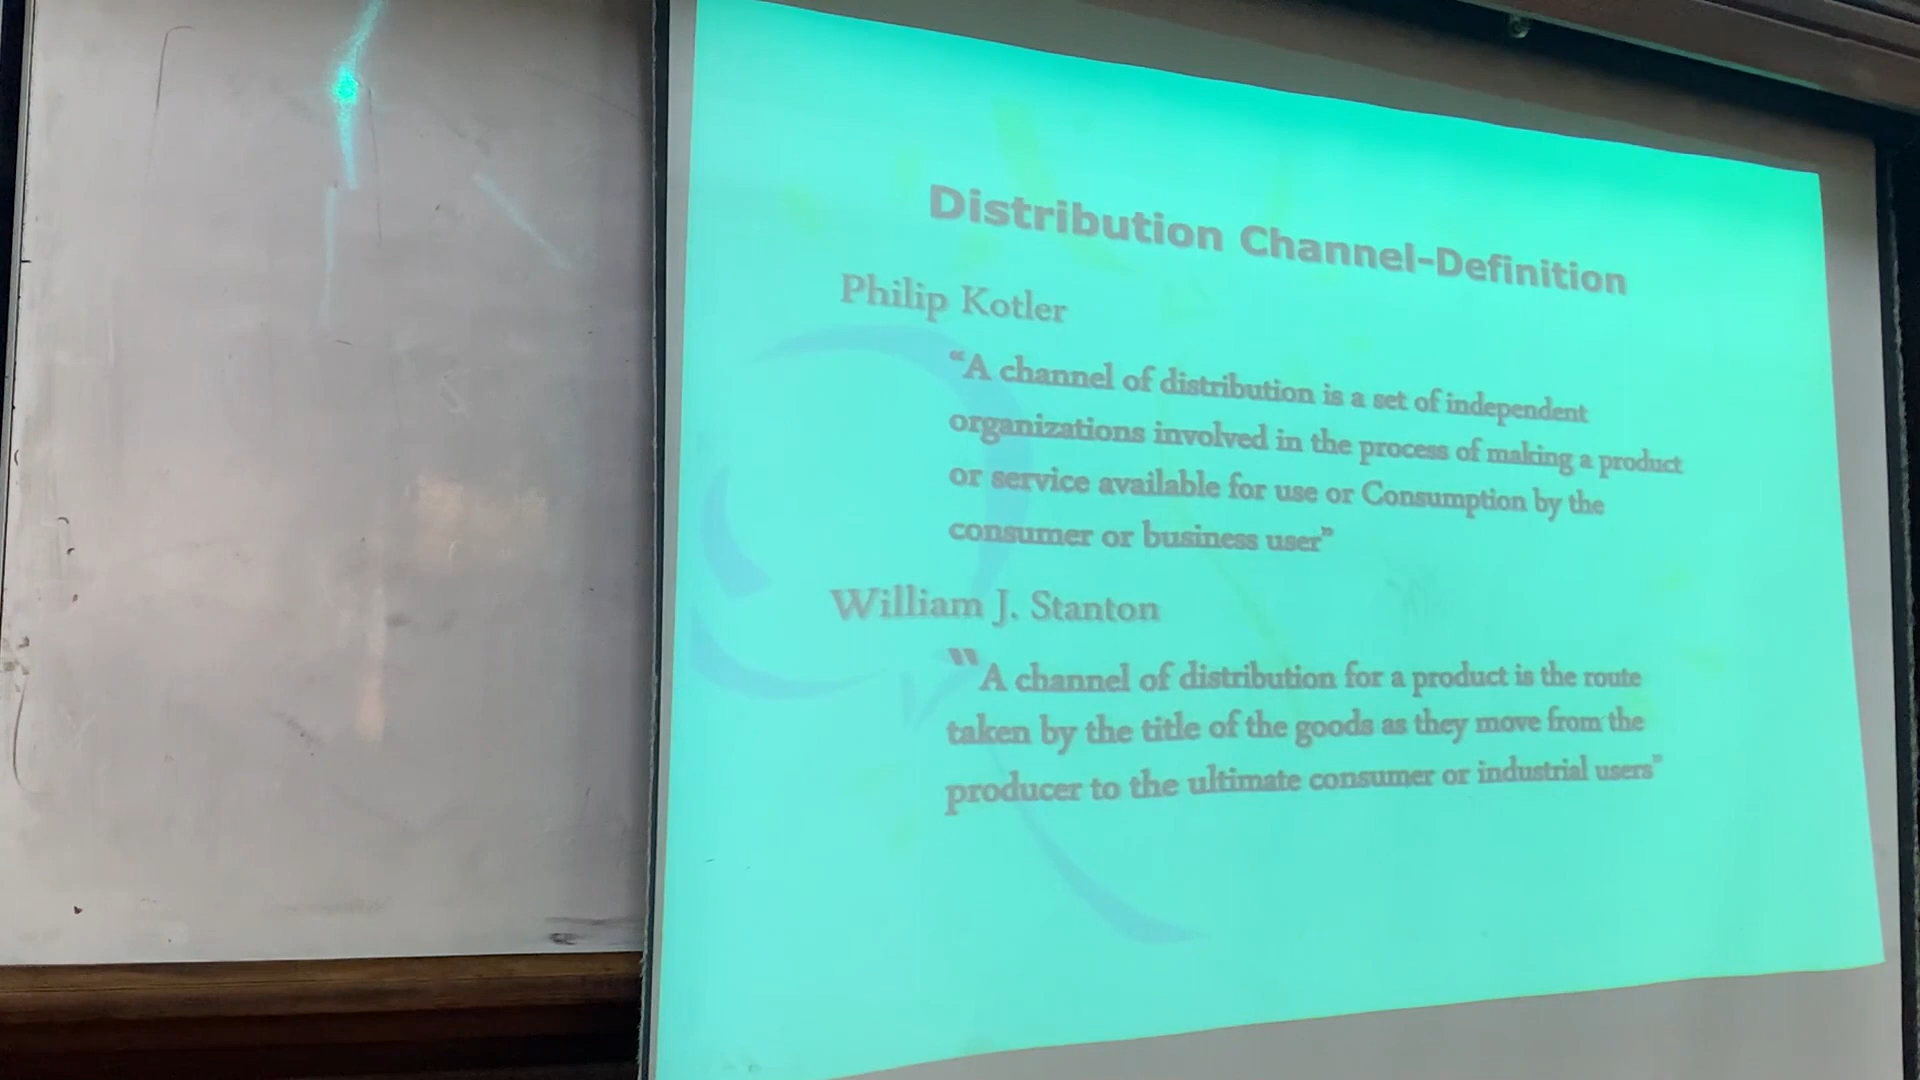 Distribution Channel-Definition
Philip Kotler
“A channel of distribution is a set of independent
organizations involved in the process of making a product
or service available for use or Consumption by the
consumer or business user”
William J. Stanton
"A channel of distribution for a product is the route
taken by the title of the goods as they move from the
producer to the ultimate consumer or industrial users”